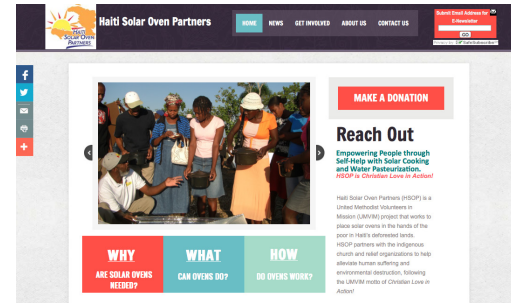 HAITI
SOLAR OVEN
PARTNERS
Haiti Solar Oven Partners
HOME NEWS GET INVOLVED ABOUT US CONTACT US
Submit Email Address for
E-Newsletter
GO
SafeSubscribe
MAKE A DONATION
Reach Out
Empowering People through
Self-Help with Solar Cooking
and Water Pasteurization.
HSOP is Christian Love in Action!
Haiti Solar Oven Partners (HSOP) is a
United Methodist Volunteers in
Mission (UMVIM) project that works to
place solar ovens in the hands of the
poor in Haiti's deforested lands.
HSOP partners with the indigenous
church and relief organizations to help
alleviate human suffering and
environmental destruction, following
the UMVIM motto of Christian Love in
Action!
WHY
ARE SOLAR OVENS
NEEDED?
WHAT
CAN OVENS DO?
HOW
DO OVENS WORK?